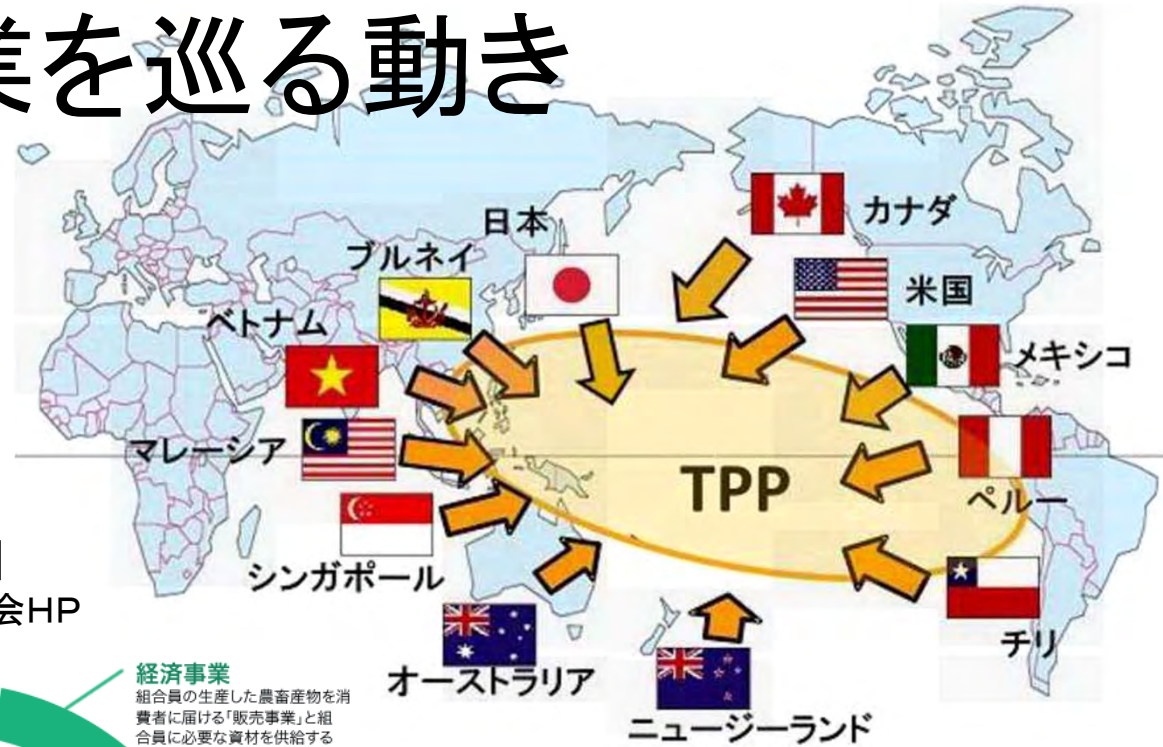 業を巡る動き
日本
カナダ
ブルネイ
米国
ベトナム
メキシコ
マレーシア
TPP
ペルー
シンガポール
会HP
チリ
オーストラリア
ニュージーランド
経済事業
組合員の生産した農畜産物を消
費者に届ける「販売事業」と組
合員に必要な資材を供給する